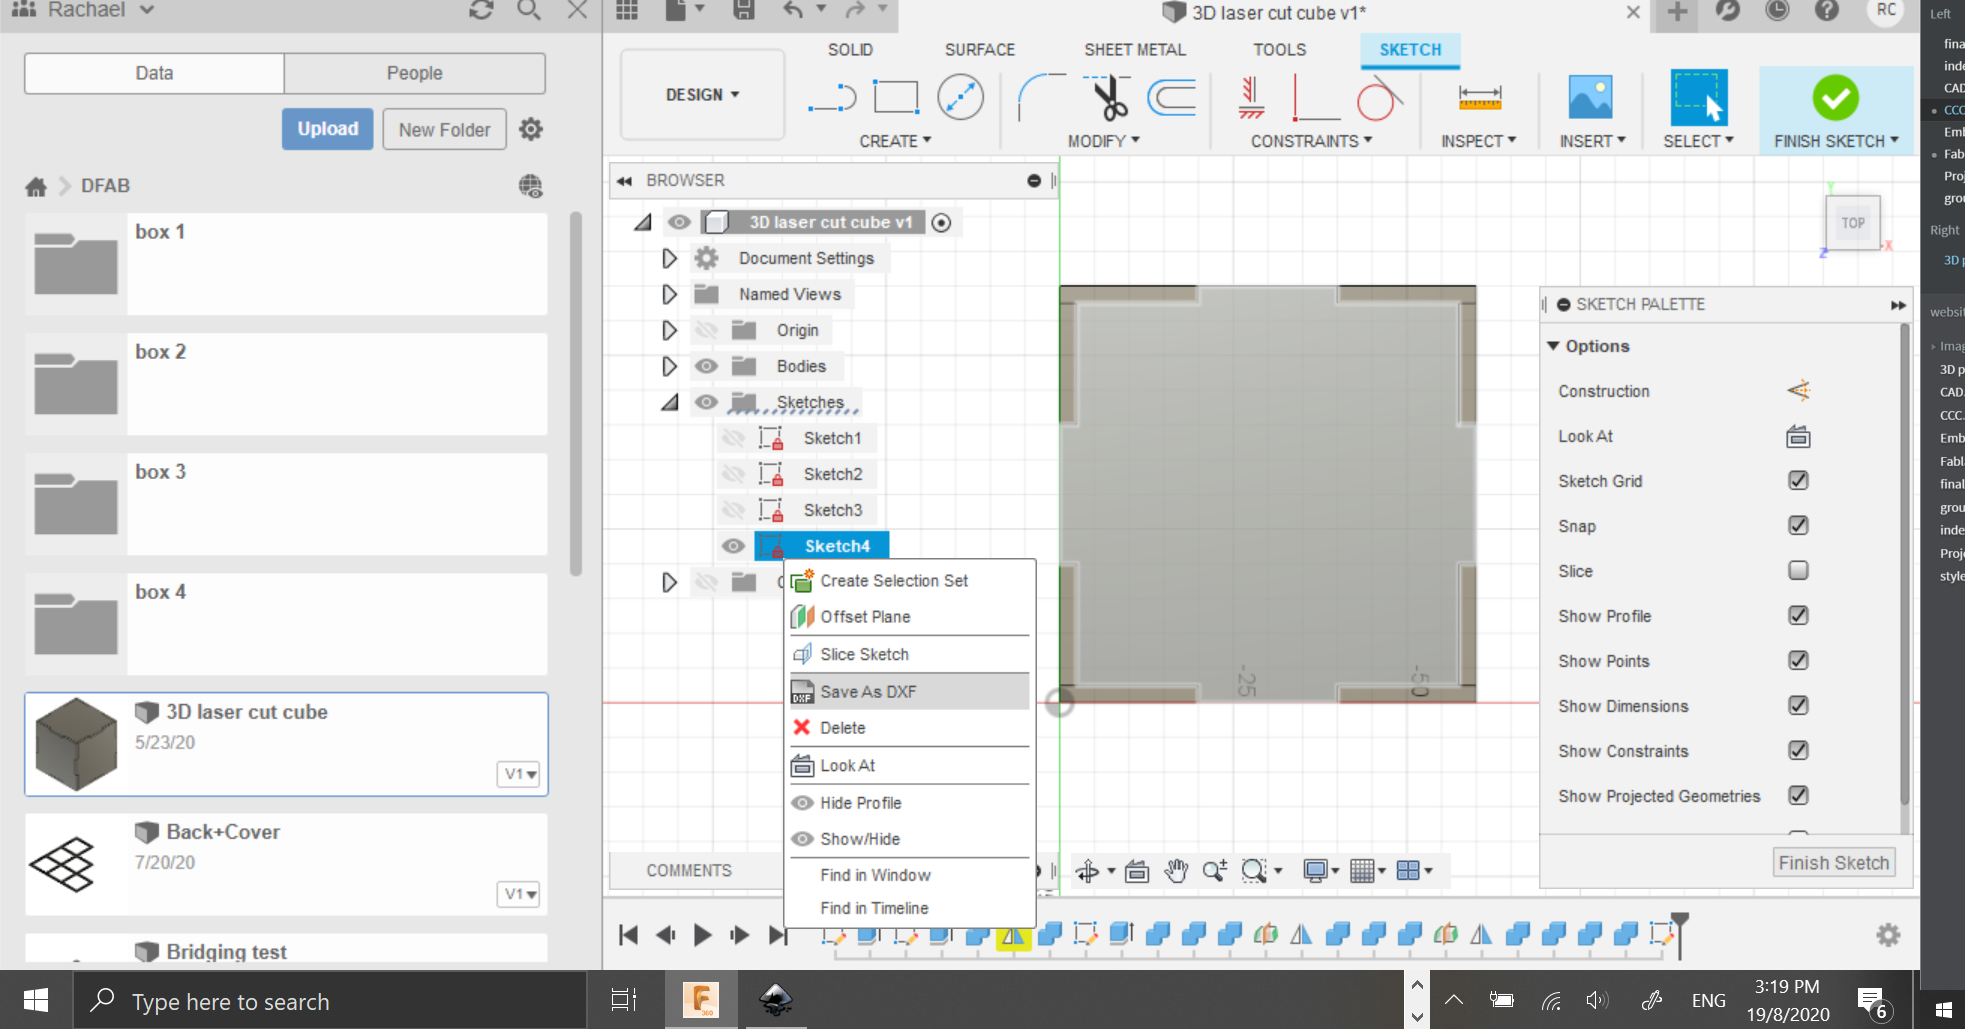 Rachael
Data
People
Upload
New Folder
DFAB
box 1
box 2
box 3
box 4
3D laser cut cube
5/23/20
V1
Back+Cover
7/20/20
V1
Bridging test
3D laser cut cube v1*
RC
SOLID
SURFACE
SHEET METAL
TOOLS
SKETCH
DESIGN
CREATE
MODIFY
CONSTRAINTS
INSPECT
INSERT
SELECT
FINISH SKETCH
BROWSER
3D laser cut cube v1
Document Settings
Named Views
Origin
Bodies
Sketches
Sketch1
Sketch2
Sketch3
Sketch4
Create Selection Set
Offset Plane
Slice Sketch
DXF
Save As DXF
Delete
Look At
Hide Profile
Show/Hide
Find in Window
Find in Timeline
COMMENTS
-25
-50
TOP
Y
X
Z
SKETCH PALETTE
Options
Construction
Look At
Sketch Grid
Snap
Slice
Show Profile
Show Points
Show Dimensions
Show Constraints
Show Projected Geometries
Finish Sketch
Left
fina
inde
CAD
CCC
Emb
Fab
Proj
grou
Right
3D p
websit
Imag
3D p
CAD.
CCC.
Emb
Fabl
final
grou
inde
Proje
style
Type here to search
F
360
ENG
3:19 PM
19/8/2020
6